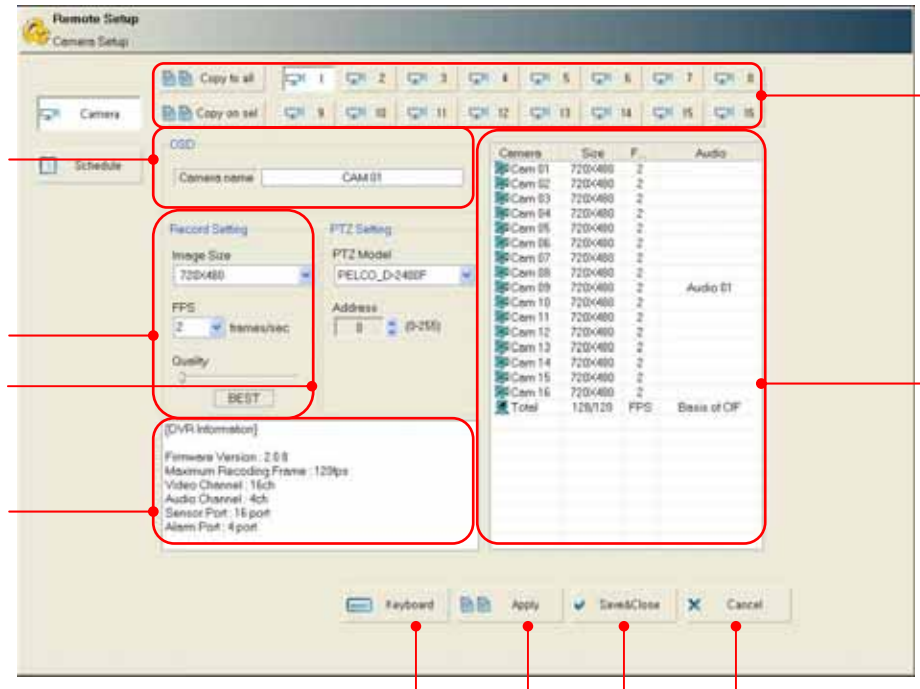 Remote Setup
Camera Setup
Copy to all 1 2 3 4 5 6 7 8
Copy on sel 9 10 11 12 13 14 15 16
Camera
Schedule
OSD
Camera name CAM 01
Record Setting
Image Size
720X480
FPS
2 frames/sec
Quality
BEST
PTZ Setting
PTZ Model
PELCO_D-2400F
Address
0 (0-255)
[DVR Information]
Firmware Version : 2.0.8
Maximum Recoding Frame : 120fps
Video Channel : 16ch
Audio Channel : 4ch
Sensor Port : 16 port
Alarm Port : 4 port
Camera Size F... Audio
Cam 01 720X480 2
Cam 02 720X480 2
Cam 03 720X480 2
Cam 04 720X480 2
Cam 05 720X480 2
Cam 06 720X480 2
Cam 07 720X480 2
Cam 08 720X480 2
Cam 09 720X480 2 Audio 01
Cam 10 720X480 2
Cam 11 720X480 2
Cam 12 720X480 2
Cam 13 720X480 2
Cam 14 720X480 2
Cam 15 720X480 2
Cam 16 720X480 2
Total 128/120 FPS Basis of CIF
Keyboard Apply Save&Close Cancel